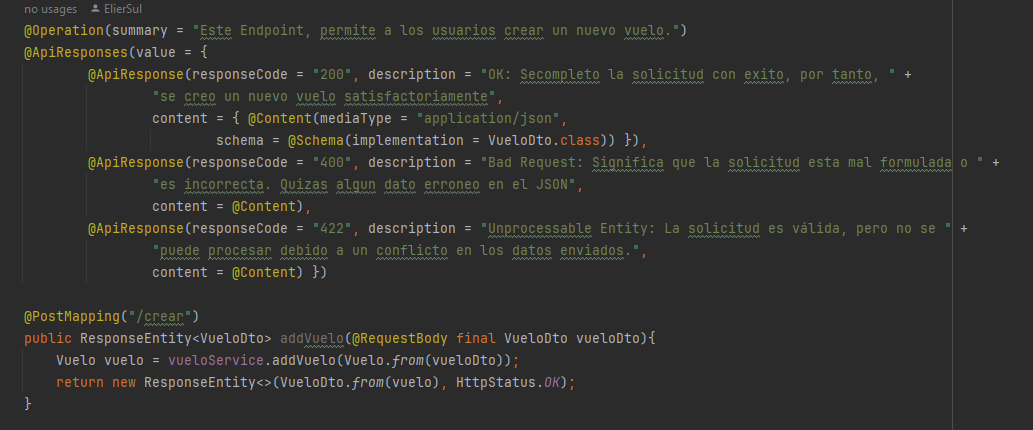 no usages ElierSul
@Operation(summary = "Este Endpoint, permite a los usuarios crear un nuevo vuelo.")
@ApiResponses(value = {
@ApiResponse(responseCode = "200", description = "OK: Secompleto la solicitud con exito, por tanto, " +
"se creo un nuevo vuelo satisfactoriamente",
content = { @Content(mediaType = "application/json",
schema = @Schema(implementation = VueloDto.class)) }),
@ApiResponse(responseCode = "400", description = "Bad Request: Significa que la solicitud esta mal formulada o " +
"es incorrecta. Quizas algun dato erroneo en el JSON",
content = @Content),
@ApiResponse(responseCode = "422", description = "Unprocessable Entity: La solicitud es válida, pero no se " +
"puede procesar debido a un conflicto en los datos enviados.",
content = @Content) })
@PostMapping("/crear")
public ResponseEntity<VueloDto> addVuelo(@RequestBody final VueloDto vueloDto){
Vuelo vuelo = vueloService.addVuelo(Vuelo.from(vueloDto));
return new ResponseEntity<>(VueloDto.from(vuelo), HttpStatus.OK);
}